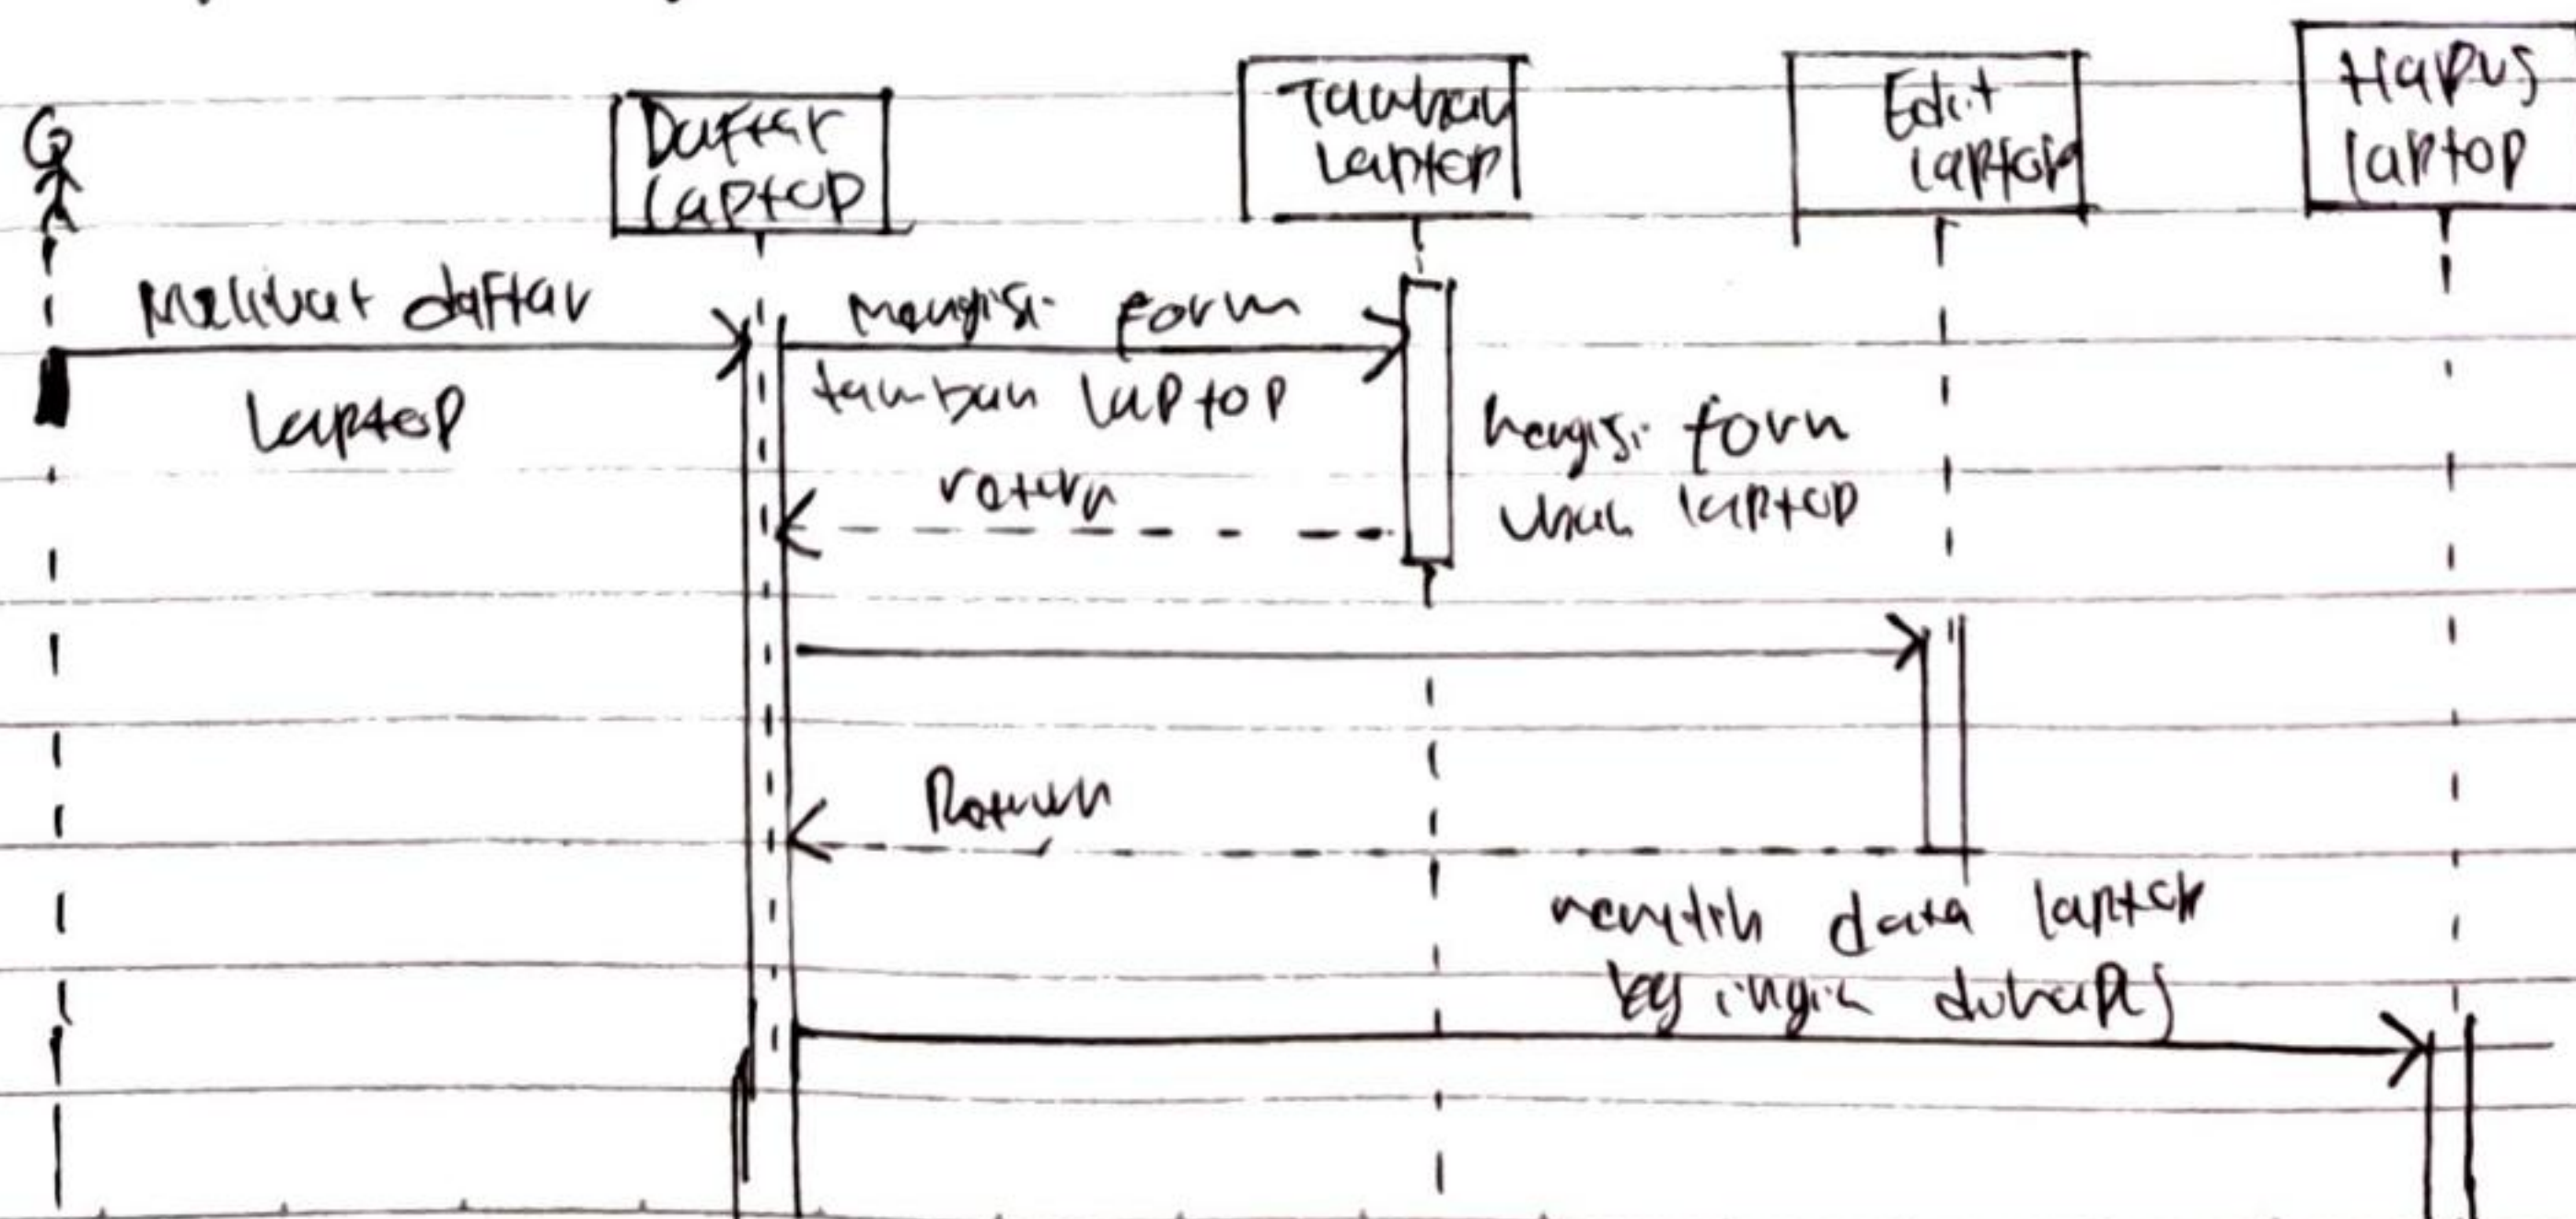 Daftar
laptop
Tambah
Laptop
Edit
laptop
Hapus
laptop
Melihat daftar
laptop
mengisi form
tambah laptop
return
mengisi form
ubah laptop
Return
memilih data laptop
yg ingin dihapus